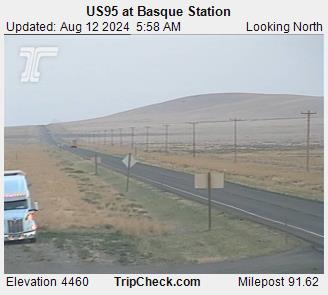 US95 at Basque Station
Updated: Aug 12 2024 5:58 AM Looking North
Elevation 4460 TripCheck.com Milepost 91.62